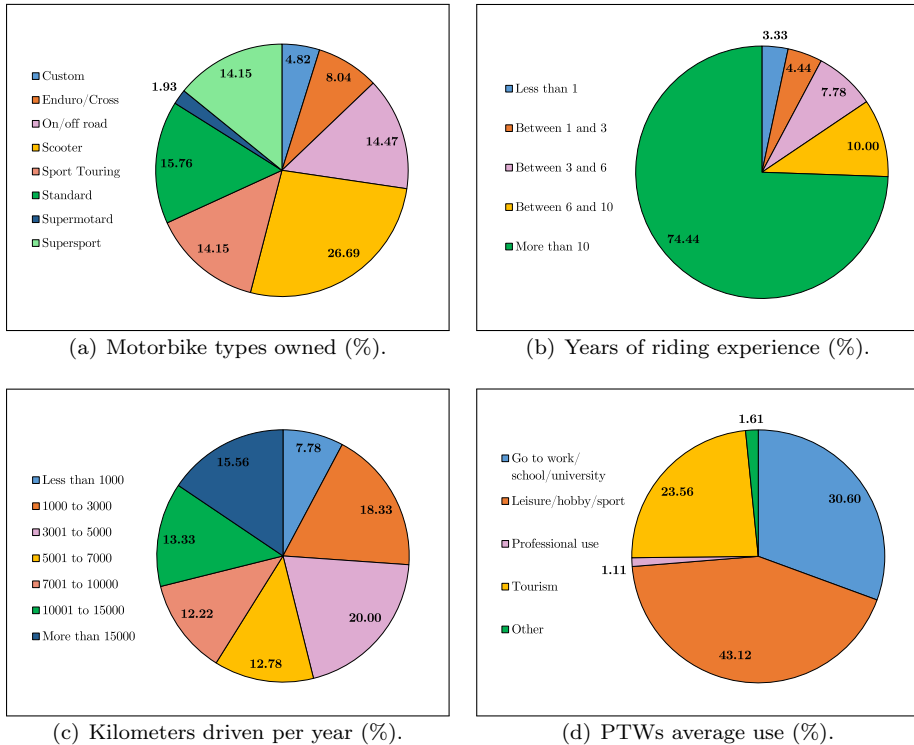 Custom
Enduro/Cross
On/off road
Scooter
Sport Touring
Standard
Supermotard
Supersport
4.82
8.04
14.47
26.69
14.15
15.76
1.93
14.15
(a) Motorbike types owned (%).
Less than 1
Between 1 and 3
Between 3 and 6
Between 6 and 10
More than 10
3.33
4.44
7.78
10.00
74.44
(b) Years of riding experience (%).
Less than 1000
1000 to 3000
3001 to 5000
5001 to 7000
7001 to 10000
10001 to 15000
More than 15000
7.78
18.33
20.00
12.78
12.22
13.33
15.56
(c) Kilometers driven per year (%).
Go to work/
school/university
Leisure/hobby/sport
Professional use
Tourism
Other
30.60
43.12
1.11
23.56
1.61
(d) PTWs average use (%).